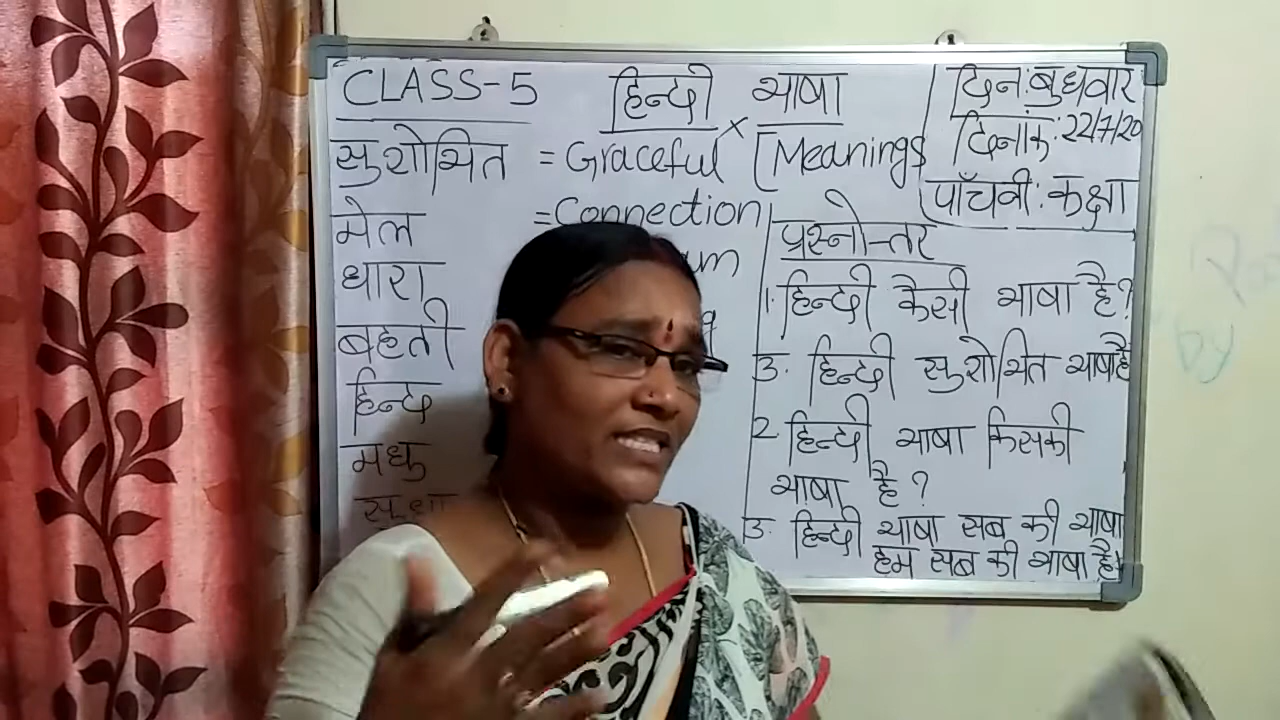 CLASS-5
हिन्दी × भाषा
दिन: बुधवार
दिनांक: 22/7/20
पाँचवी: कक्षा
सुशोभित = Graceful [Meanings
मेल = Connection
धारा
बहती
हिन्द
मधु
प्रश्नो-त्तर
1. हिन्दी कैसी भाषा है?
उ. हिन्दी सुशोभित भाषा है
2 हिन्दी भाषा किसकी
भाषा है ?
उ. हिन्दी भाषा सब की भाषा
हम सब की भाषा है।